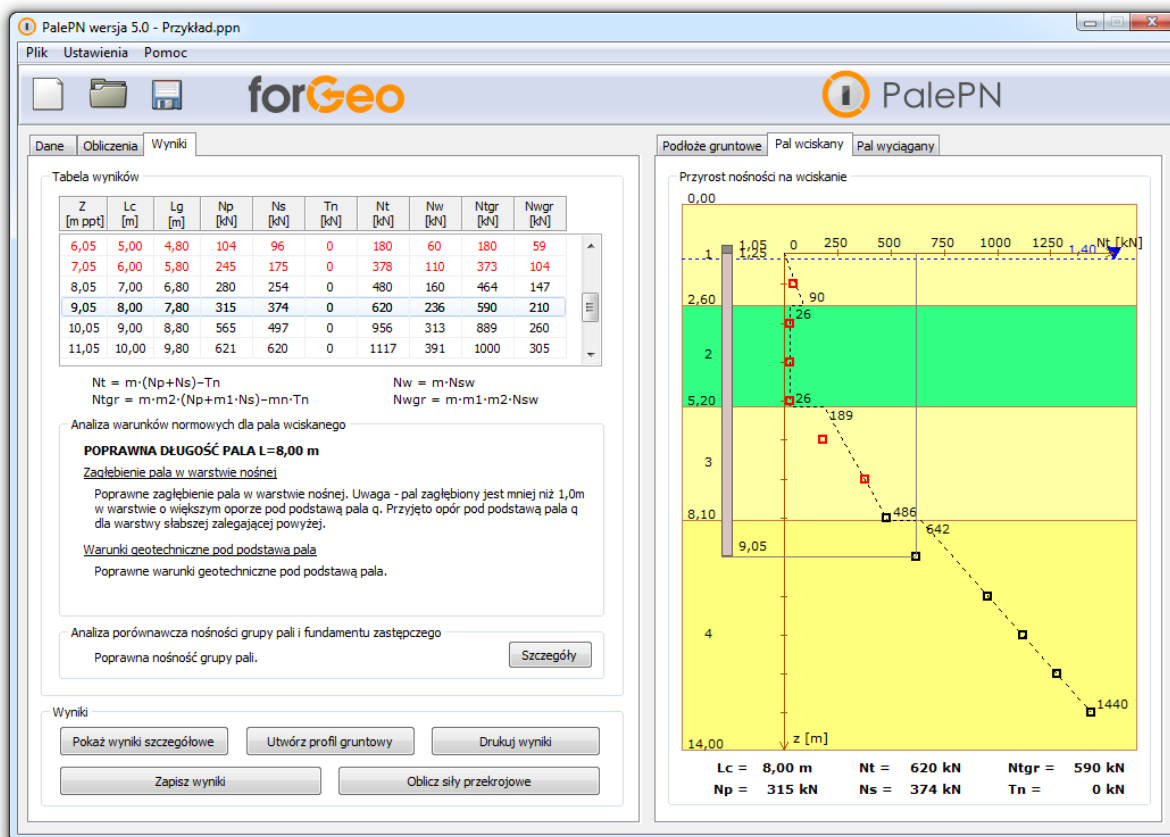 PalePN wersja 5.0 - Przykład.ppn
Plik Ustawienia Pomoc
forGeo
PalePN
Dane Obliczenia Wyniki
Tabela wyników
Z Lc Lg Np Ns Tn Nt Nw Ntgr Nwgr
[m ppt] [m] [m] [kN] [kN] [kN] [kN] [kN] [kN] [kN]
6,05 5,00 4,80 104 96 0 180 60 180 59
7,05 6,00 5,80 245 175 0 378 110 373 104
8,05 7,00 6,80 280 254 0 480 160 464 147
9,05 8,00 7,80 315 374 0 620 236 590 210
10,05 9,00 8,80 565 497 0 956 313 889 260
11,05 10,00 9,80 621 620 0 1117 391 1000 305
Nt = m·(Np+Ns)−Tn Nw = m·Nsw
Ntgr = m·m2·(Np+m1·Ns)−mn·Tn Nwgr = m·m1·m2·Nsw
Analiza warunków normowych dla pala wciskanego
POPRAWNA DŁUGOŚĆ PALA L=8,00 m
Zagłębienie pala w warstwie nośnej
Poprawne zagłębienie pala w warstwie nośnej. Uwaga - pal zagłębiony jest mniej niż 1,0m
w warstwie o większym oporze pod podstawą pala q. Przyjęto opór pod podstawą pala q
dla warstwy słabszej zalegającej powyżej.
Warunki geotechniczne pod podstawą pala
Poprawne warunki geotechniczne pod podstawą pala.
Analiza porównawcza nośności grupy pali i fundamentu zastępczego
Poprawna nośność grupy pali.
Szczegóły
Wyniki
Pokaż wyniki szczegółowe Utwórz profil gruntowy Drukuj wyniki
Zapisz wyniki Oblicz siły przekrojowe
Podłoże gruntowe Pal wciskany Pal wyciągany
Przyrost nośności na wciskanie
0,00
1,05 0 250 500 750 1000 1250 Nt [kN]
1 1,25 1,40
2,60 90
26
2
5,20 26
189
3
8,10 486
642
9,05
4
1440
14,00 z [m]
Lc = 8,00 m Nt = 620 kN Ntgr = 590 kN
Np = 315 kN Ns = 374 kN Tn = 0 kN